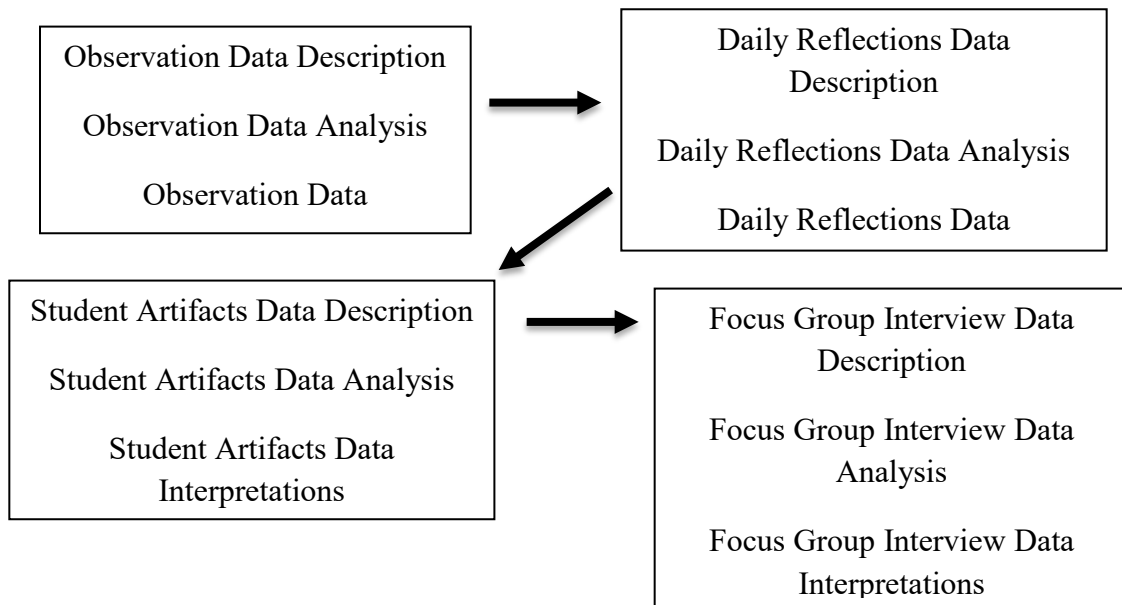 Observation Data Description
Observation Data Analysis
Observation Data
Daily Reflections Data
Description
Daily Reflections Data Analysis
Daily Reflections Data
Student Artifacts Data Description
Student Artifacts Data Analysis
Student Artifacts Data
Interpretations
Focus Group Interview Data
Description
Focus Group Interview Data
Analysis
Focus Group Interview Data
Interpretations